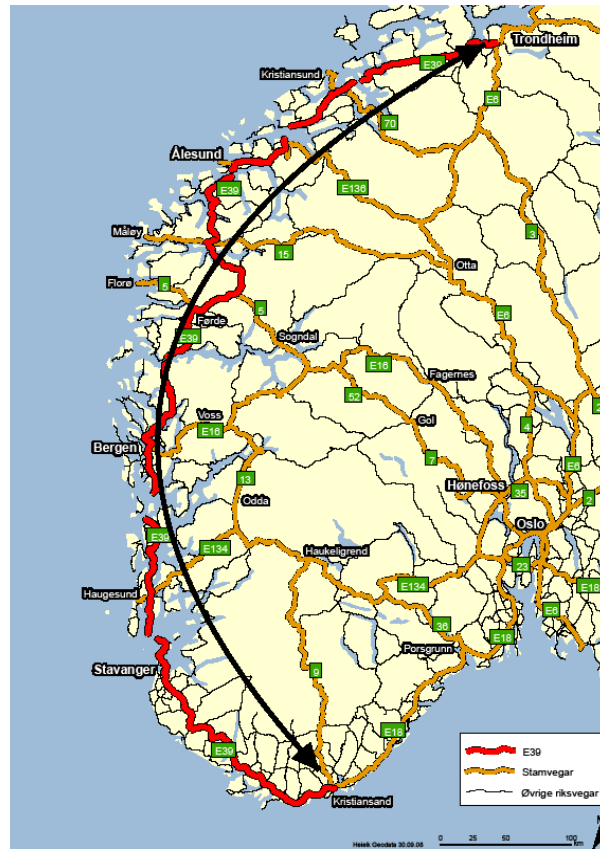 Trondheim
E39
Kristiansund
E6
70
Ålesund
E39
E136
3
Måløy
15
Otta
Florø
5
5
E6
Førde
E39
Sogndal
E16
Fagernes
52
Voss
Gol
4
2
E16
Bergen
7
E6
13
Hønefoss
35
2
Odda
Oslo
E39
E134
Haukeligrend
23
Haugesund
E134
E18
E6
36
E18
Porsgrunn
Stavanger
9
E18
E39
E39
Stamvegar
Kristiansand
Øvrige riksvegar
0 25 50 100
km
Helelk Geodata 30.09.08